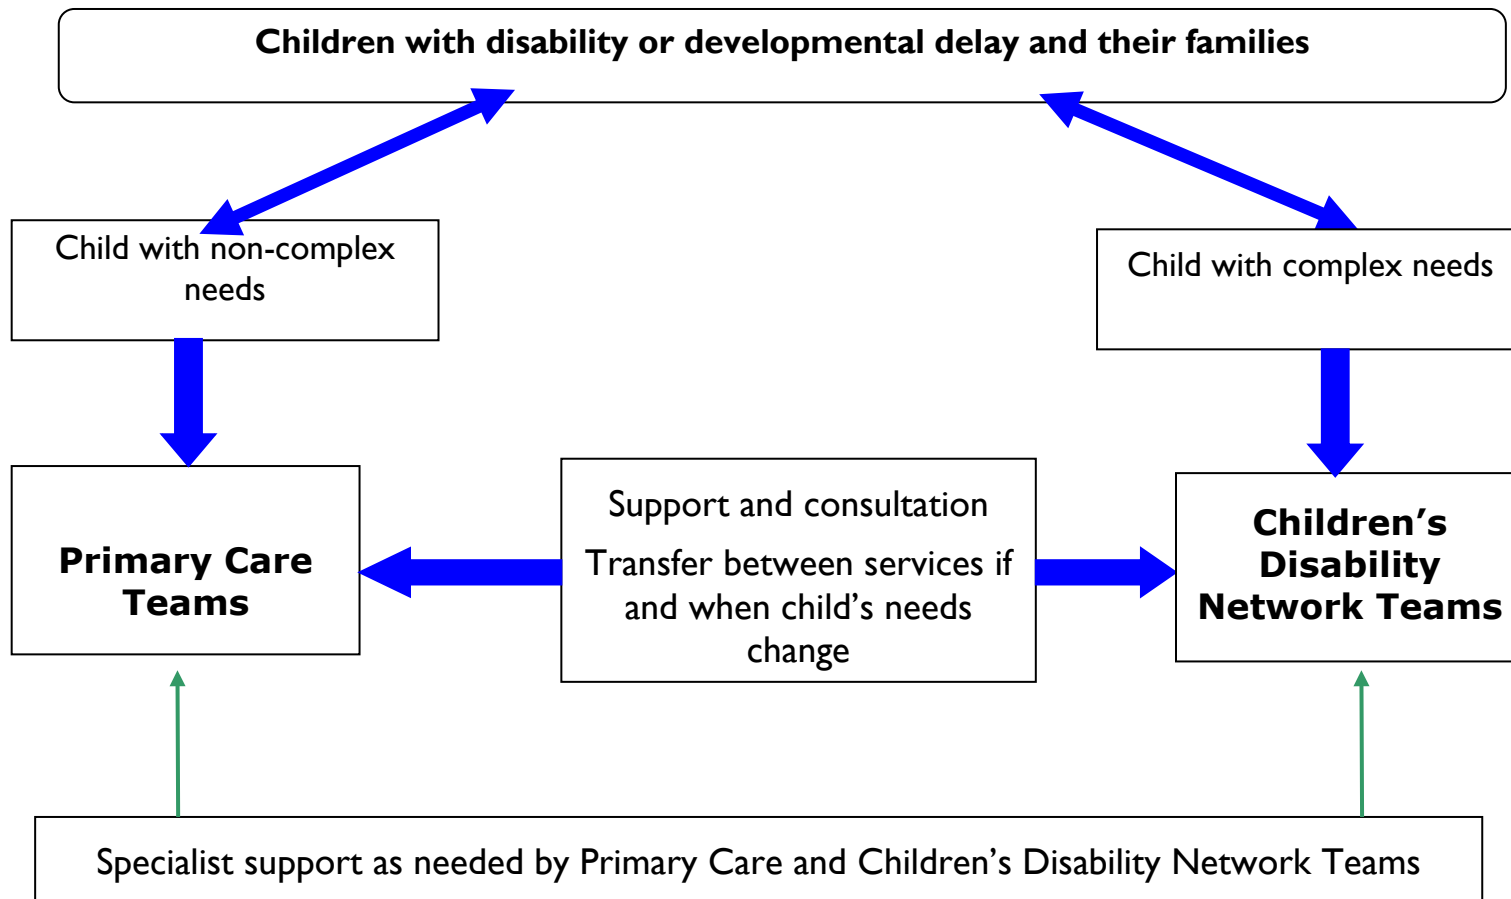 Children with disability or developmental delay and their families
Child with non-complex
needs
Child with complex needs
Primary Care
Teams
Support and consultation
Transfer between services if
and when child’s needs
change
Children’s
Disability
Network Teams
Specialist support as needed by Primary Care and Children’s Disability Network Teams